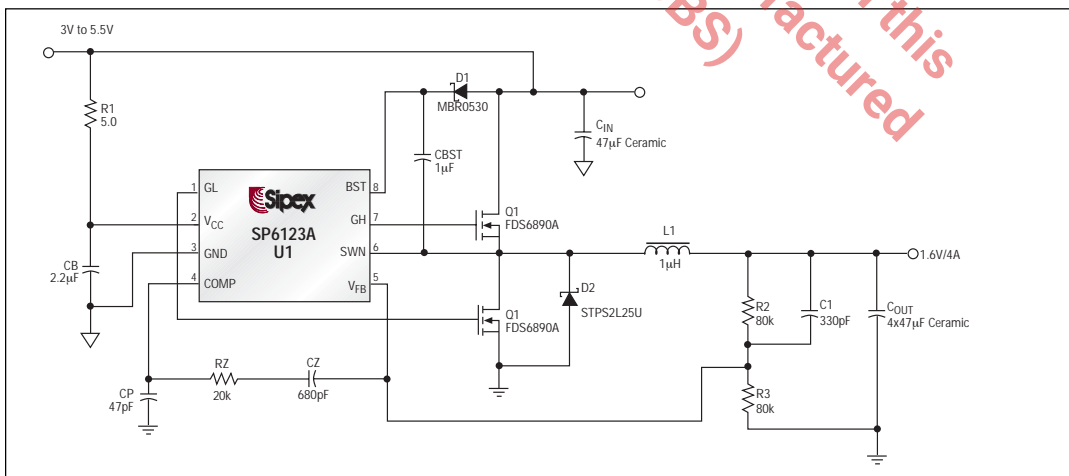 n this
factured
BS)
3V to 5.5V
D1
MBR0530
R1
5.0
CIN
47µF Ceramic
CBST
1µF
1 GL
BST 8
Sipex
Q1
FDS6890A
2 VCC
GH 7
SP6123A
U1
L1
1µH
3 GND
SWN 6
1.6V/4A
CB
2.2µF
4 COMP
VFB 5
D2
STPS2L25U
R2
80k
C1
330pF
COUT
4x47µF Ceramic
Q1
FDS6890A
RZ
20k
CZ
680pF
CP
47pF
R3
80k